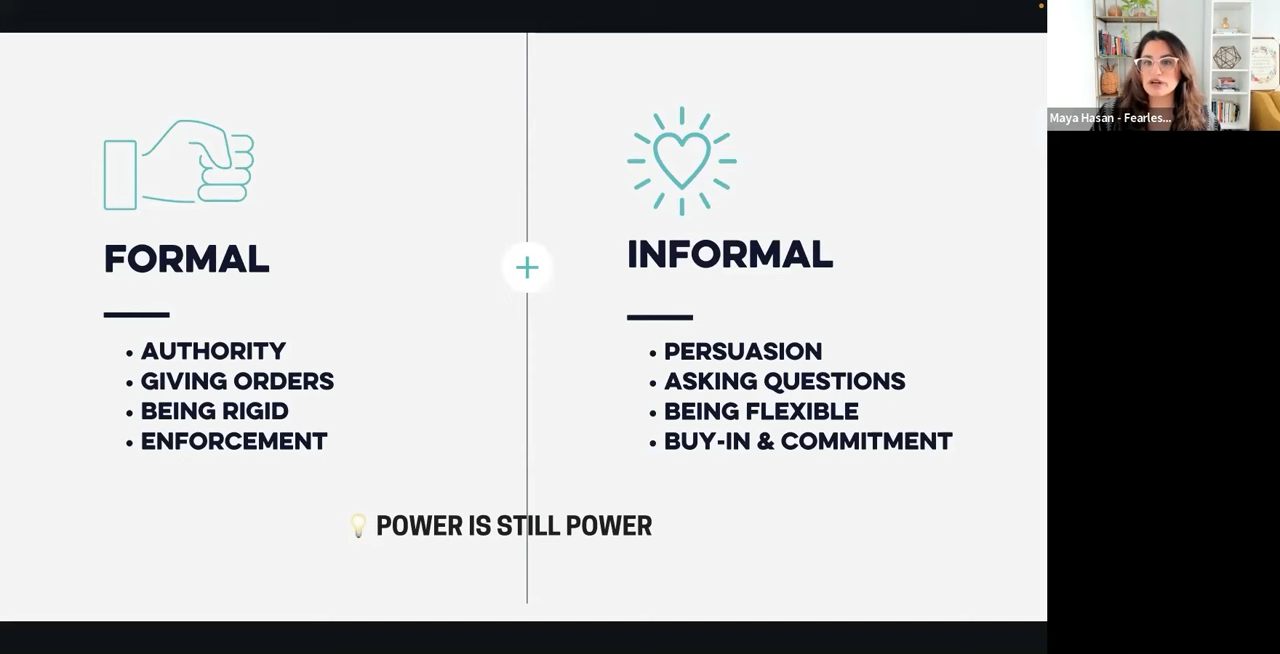 Maya Hasan - Fearles...
FORMAL
• AUTHORITY
• GIVING ORDERS
• BEING RIGID
• ENFORCEMENT
INFORMAL
• PERSUASION
• ASKING QUESTIONS
• BEING FLEXIBLE
• BUY-IN & COMMITMENT
💡 POWER IS STILL POWER